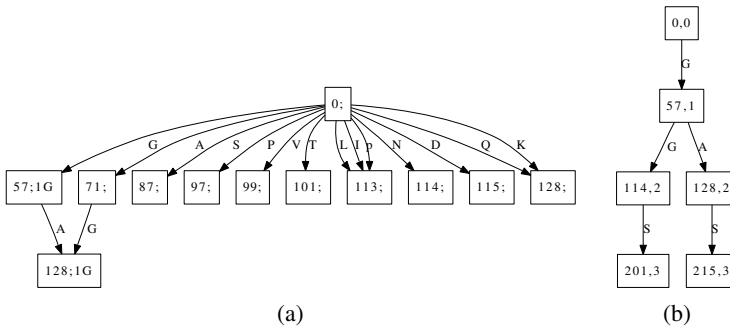 0,0
G
57,1
G A
114,2 128,2
S S
201,3 215,3
0;
G A S P V T L I p N D Q K
57;1G 71; 87; 97; 99; 101; 113; 114; 115; 128;
A G
128;1G
(a) (b)